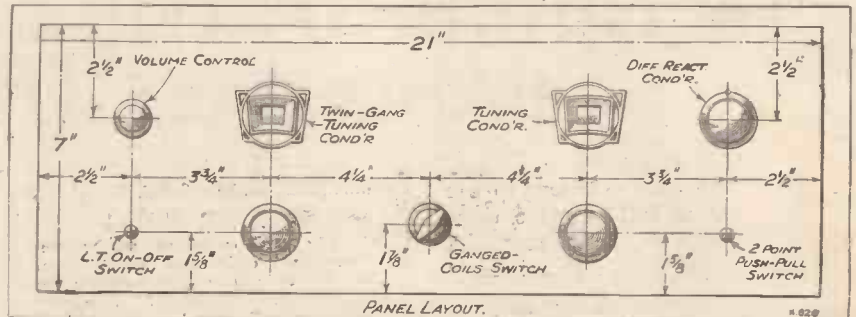 21"
2½"
VOLUME CONTROL
DIFF REACT.
COND'R.
2½"
7"
TWIN-GANG
-TUNING
COND'R
TUNING
COND'R.
2½"
3¾"
4¼"
4¼"
3¾"
2½"
L.T. ON-OFF
SWITCH
1⅝"
1⅞"
GANGED-
COILS SWITCH
1⅝"
2 POINT
PUSH-PULL
SWITCH
PANEL LAYOUT.